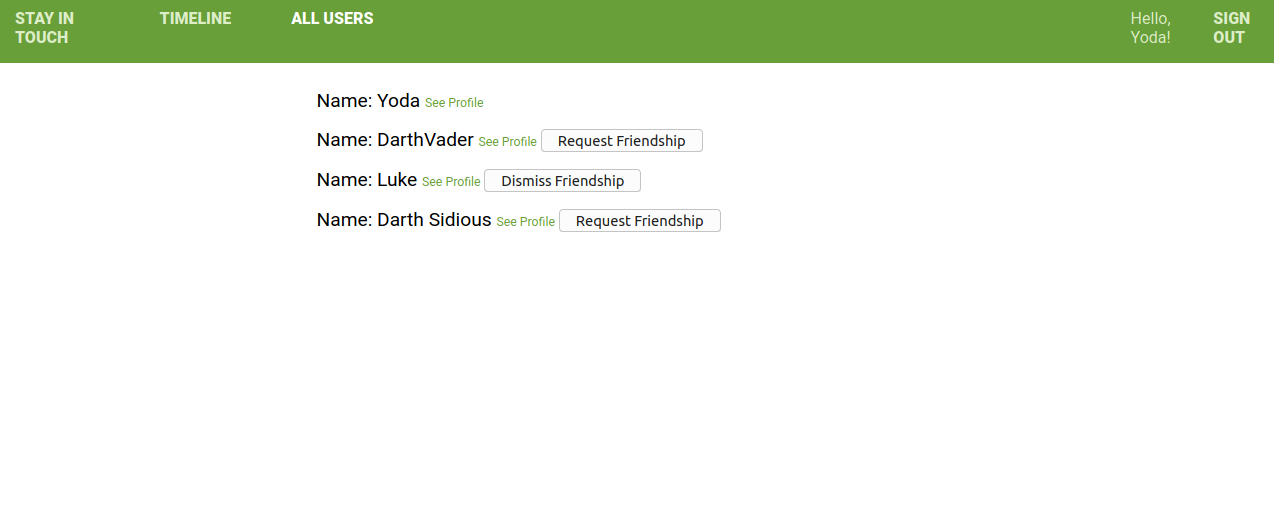 STAY IN
TOUCH
TIMELINE
ALL USERS
Hello,
Yoda!
SIGN
OUT
Name: Yoda See Profile
Name: DarthVader See Profile Request Friendship
Name: Luke See Profile Dismiss Friendship
Name: Darth Sidious See Profile Request Friendship